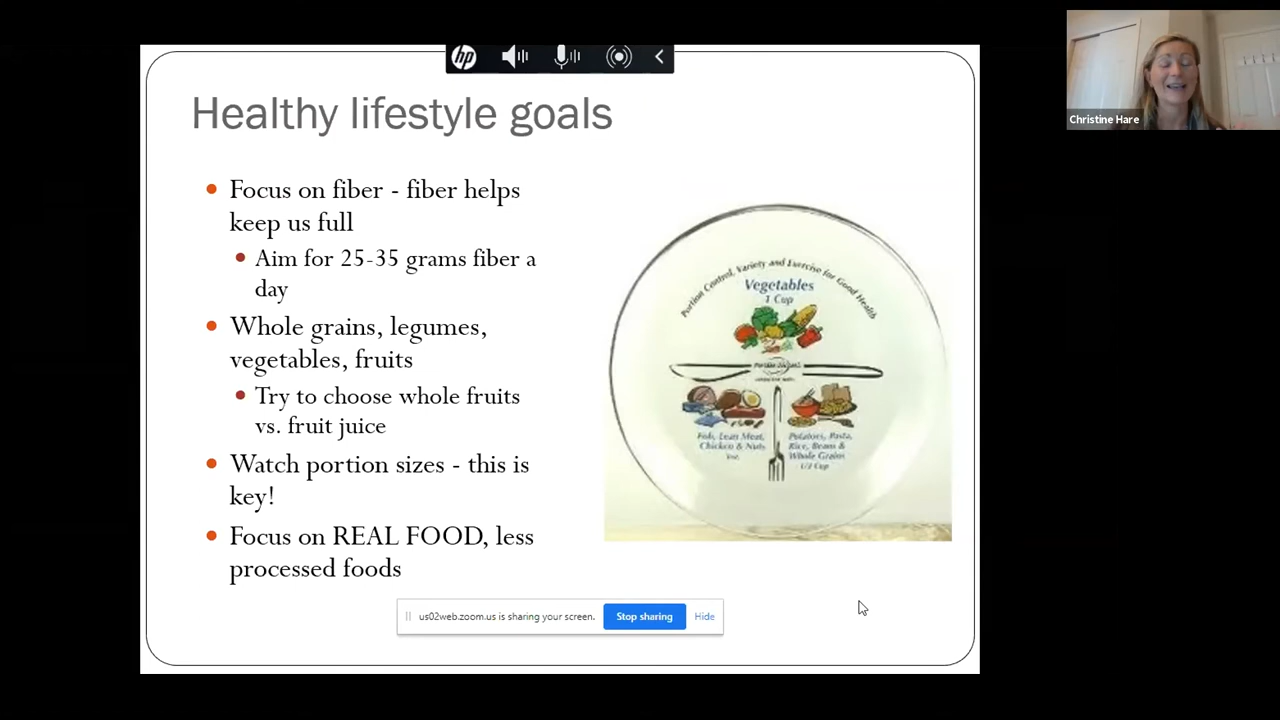 hp
Christine Hare
Healthy lifestyle goals
Focus on fiber - fiber helps
keep us full
Aim for 25-35 grams fiber a
day
Whole grains, legumes,
vegetables, fruits
Try to choose whole fruits
vs. fruit juice
Watch portion sizes - this is
key!
Focus on REAL FOOD, less
processed foods
Portion Control, Variety and Exercise for Good Health
Vegetables
1 Cup
Fish, Lean Meat,
Chicken & Nuts
Potatoes, Pasta,
Rice, Beans &
Whole Grains
1/2 Cup
us02web.zoom.us is sharing your screen.
Stop sharing
Hide